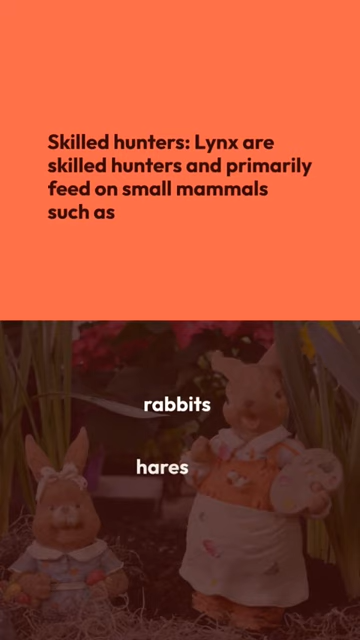 Skilled hunters: Lynx are
skilled hunters and primarily
feed on small mammals
such as
rabbits
hares